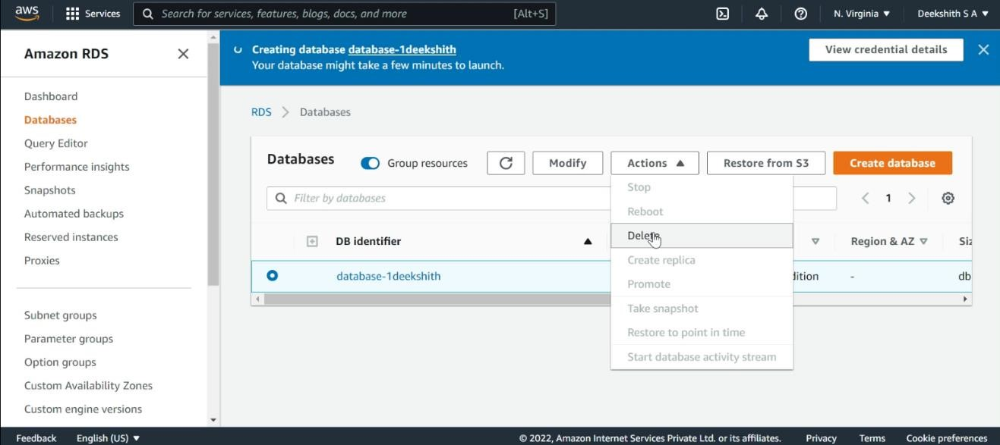 aws
Services
Search for services, features, blogs, docs, and more
[Alt+S]
N. Virginia
Deekshith S A
Amazon RDS
Dashboard
Databases
Query Editor
Performance insights
Snapshots
Automated backups
Reserved instances
Proxies
Subnet groups
Parameter groups
Option groups
Custom Availability Zones
Custom engine versions
Creating database database-1deekshith
Your database might take a few minutes to launch.
View credential details
RDS > Databases
Databases
Group resources
Modify
Actions
Restore from S3
Create database
Filter by databases
1
Stop
Reboot
Delete
Create replica
Promote
Take snapshot
Restore to point in time
Start database activity stream
DB identifier
Region & AZ
Siz
database-1deekshith
dition
-
db
Feedback
English (US)
© 2022, Amazon Internet Services Private Ltd. or its affiliates.
Privacy
Terms
Cookie preferences